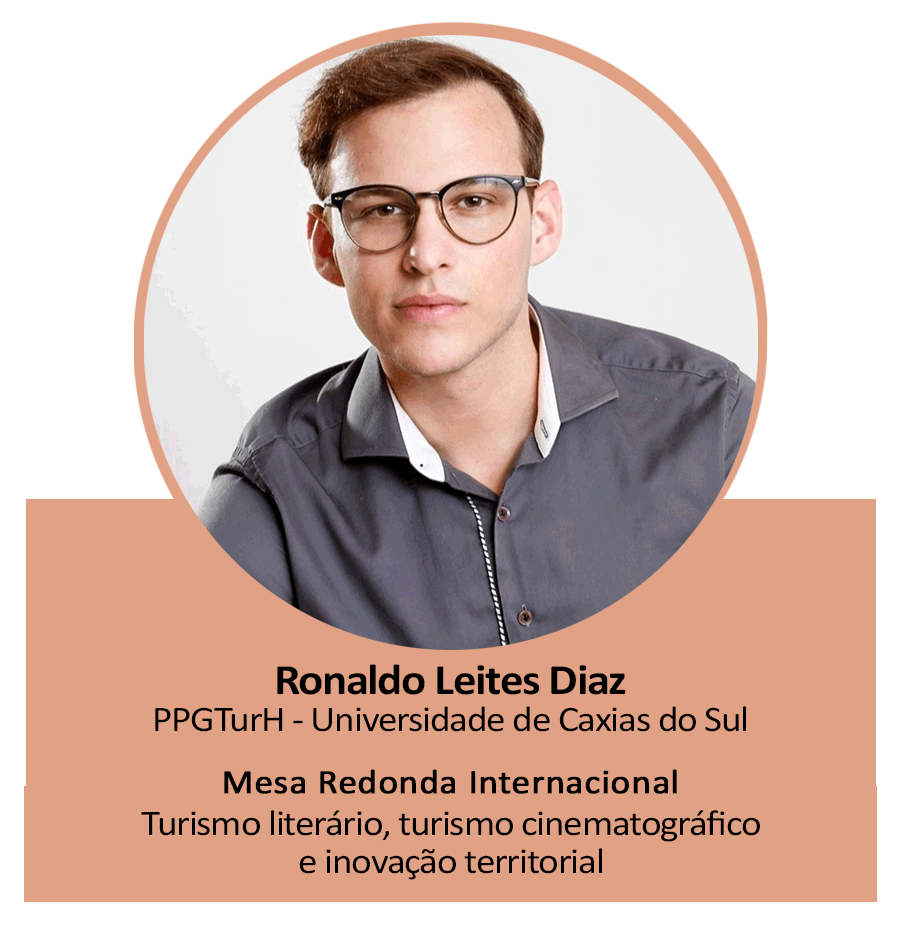 Ronaldo Leites Diaz
PPGTurH - Universidade de Caxias do Sul
Mesa Redonda Internacional
Turismo literário, turismo cinematográfico
e inovação territorial